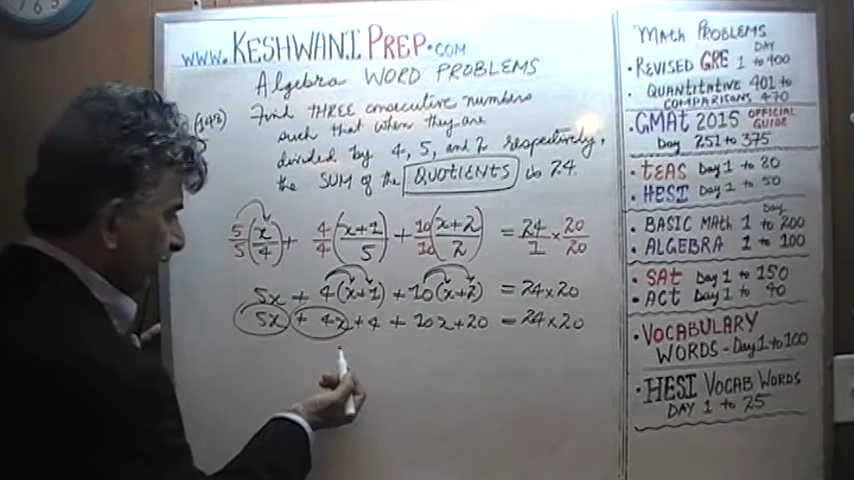 www.KESHWANI PREP.COM
Algebra WORD PROBLEMS
(148) Find THREE consecutive numbers
such that when they are
divided by 4, 5, and 2 respectively,
the SUM of the QUOTIENTS is 24.
5/5(x/4) + 4/4(x+1/5) + 10/10(x+2/2) = 24/1 × 20/20
5x + 4(x+1) + 10(x+2) = 24×20
5x + 4x + 4 + 10x + 20 = 24×20
MATH PROBLEMS
DAY
• REVISED GRE 1 to 400
• QUANTITATIVE 401 to
COMPARISONS 470
• GMAT 2015 OFFICIAL GUIDE
Day 251 to 375
• TEAS Day 1 to 80
• HESI Day 1 to 50
Day
• BASIC MATH 1 to 200
• ALGEBRA 1 to 100
• SAT Day 1 to 150
• ACT Day 1 to 90
• VOCABULARY
WORDS - Day 1 to 100
• HESI VOCAB WORDS
DAY 1 to 25